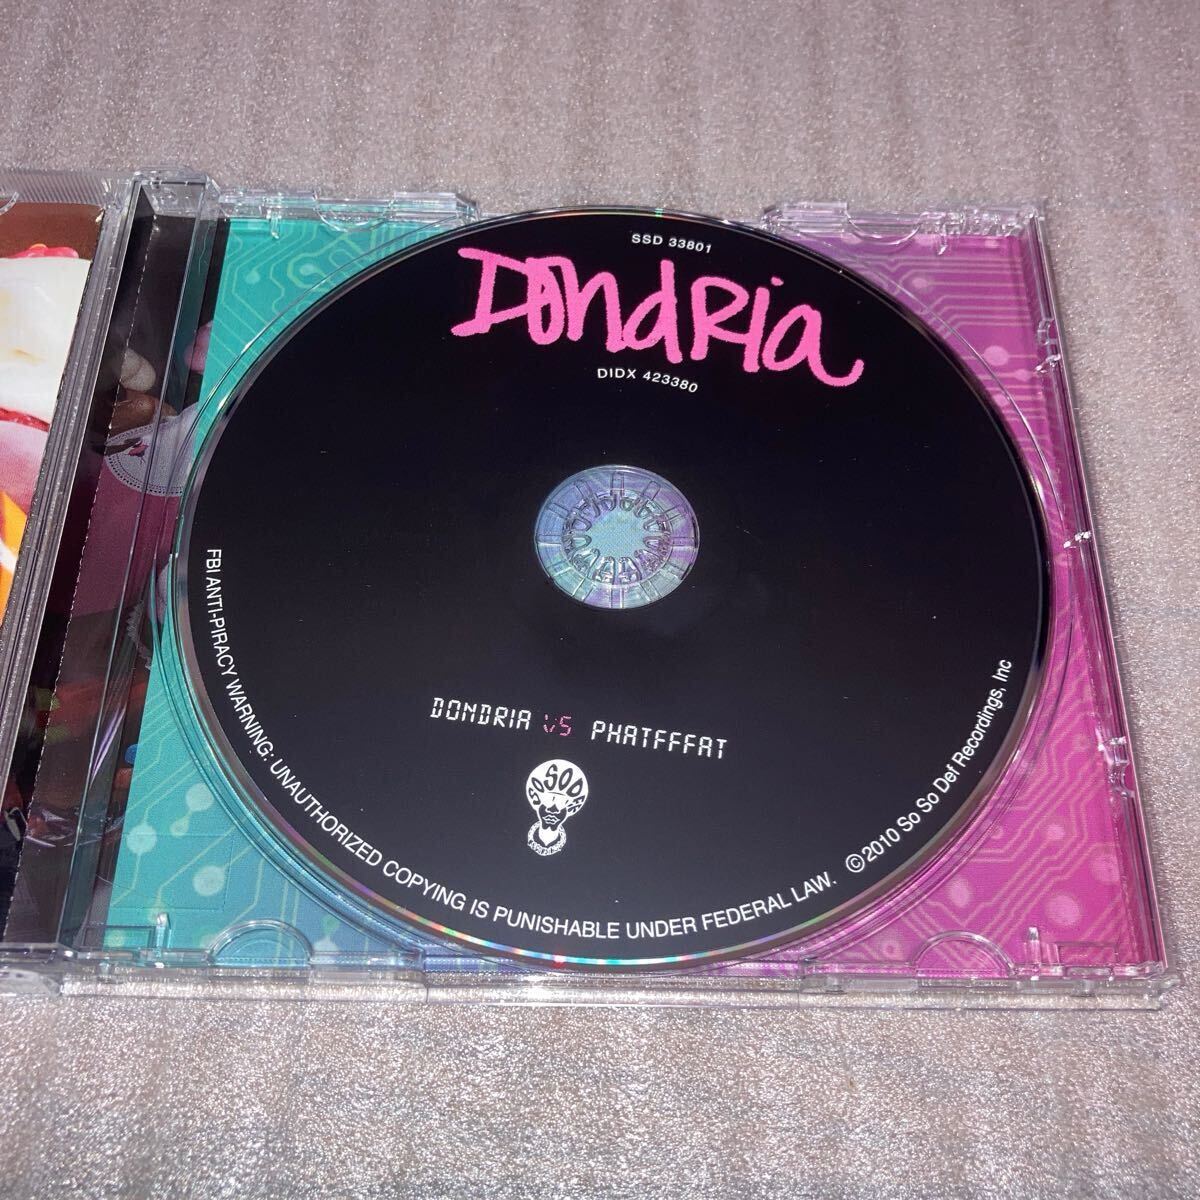 SSD 33801
DondRia
DIDX 423380
DONDRIA VS PHATFFFAT
SO SO DEF
FBI ANTI-PIRACY WARNING: UNAUTHORIZED COPYING IS PUNISHABLE UNDER FEDERAL LAW.
©2010 So So Def Recordings, Inc